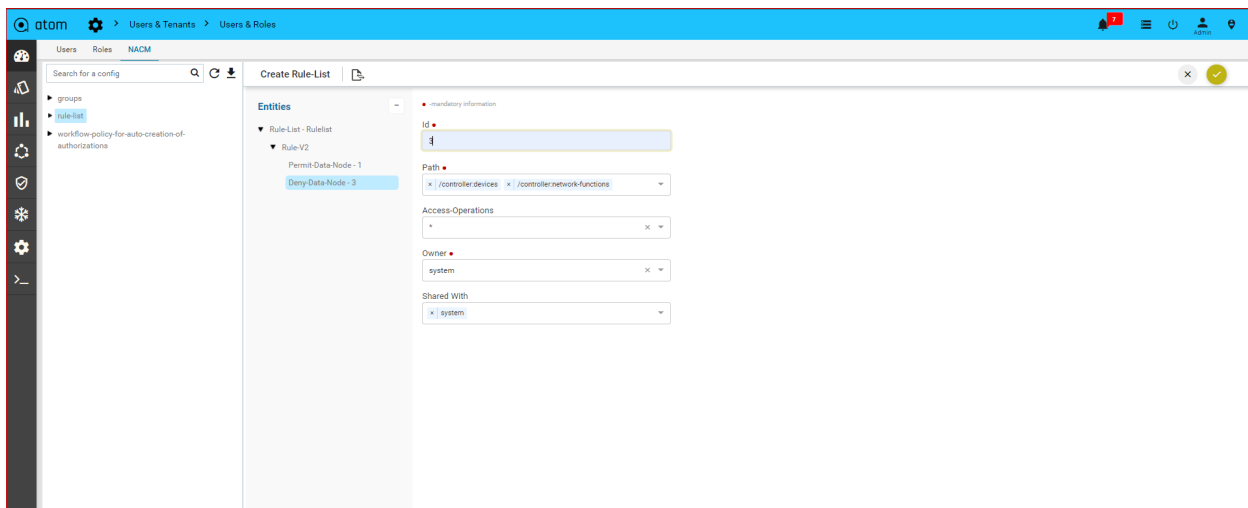 atom > Users & Tenants > Users & Roles
7
Admin
Users Roles NACM
Search for a config
groups
rule-list
workflow-policy-for-auto-creation-of-
authorizations
Create Rule-List
Entities
Rule-List - Rulelist
Rule-V2
Permit-Data-Node - 1
Deny-Data-Node - 3
-mandatory information
Id
3
Path
× /controller:devices × /controller:network-functions
Access-Operations
*
Owner
system
Shared With
× system